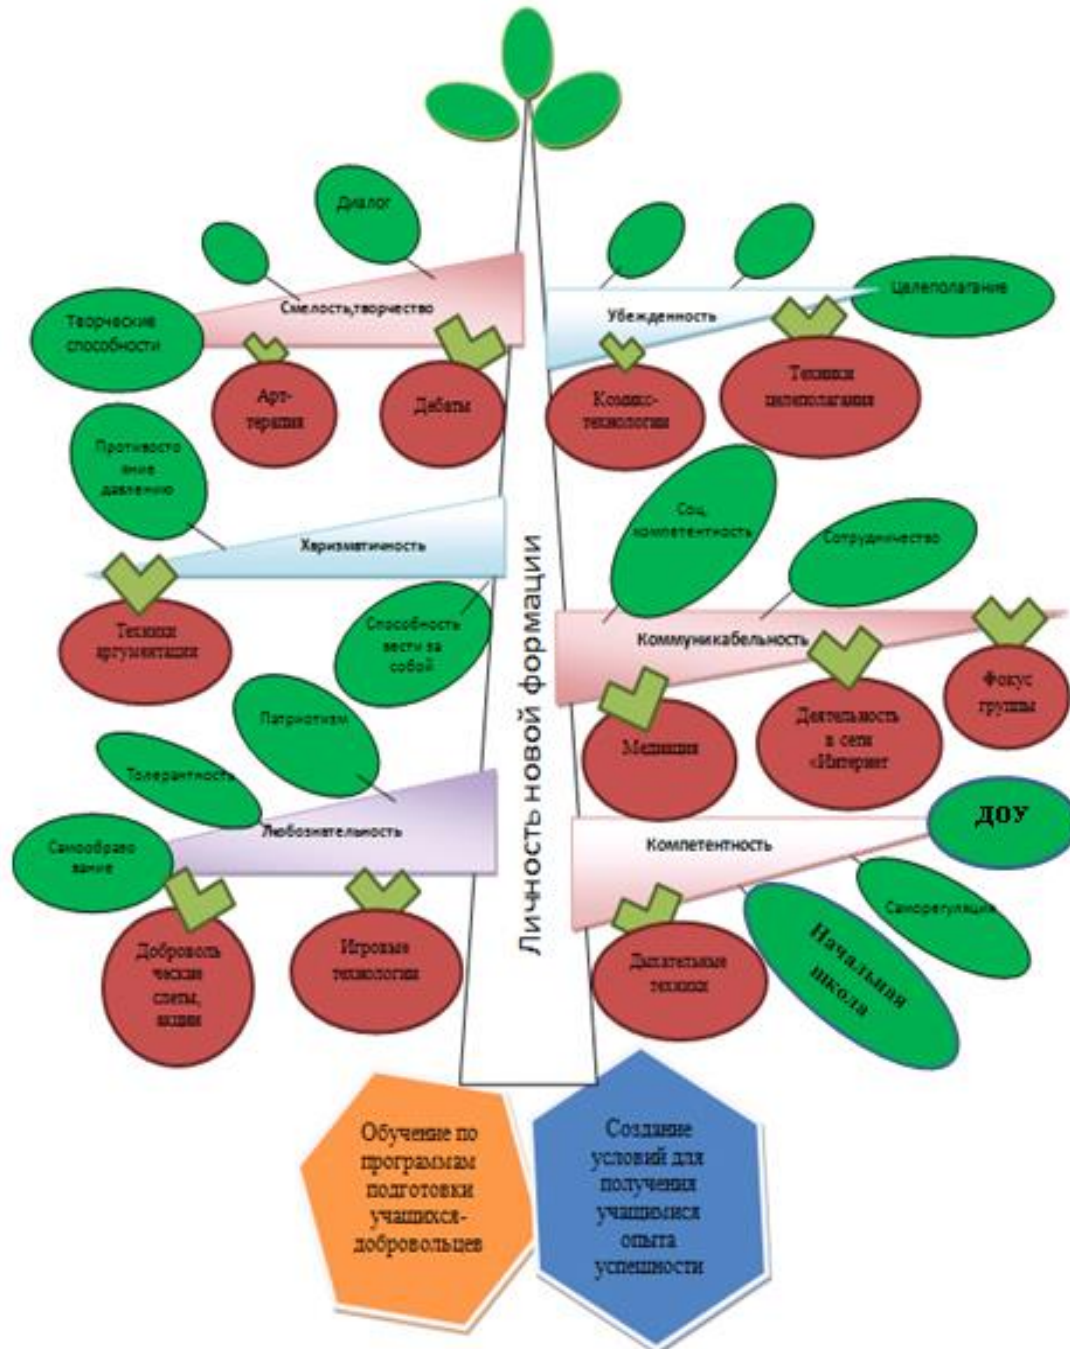 Диалог
Творческие
способности
Смелость,творчество
Арт-
терапия
Дебаты
Убежденность
Целеполагание
Комикс-
технологии
Техники
целеполагания
Противосто
яние
давлению
Харизматичность
Техники
аргументации
Способность
вести за
собой
Соц.
компетентность
Сотрудничество
Коммуникабельность
Медиация
Деятельность
в сети
«Интернет
Фокус
группы
Личность новой формации
Патриотизм
Толерантность
Самообразо
вание
Любознательность
Доброволь
ческие
слеты,
акции
Игровые
технологии
Компетентность
ДОУ
Саморегуляция
Начальная
школа
Дыхательные
техники
Обучение по
программам
подготовки
учащихся-
добровольцев
Создание
условий для
получения
учащимися
опыта
успешности